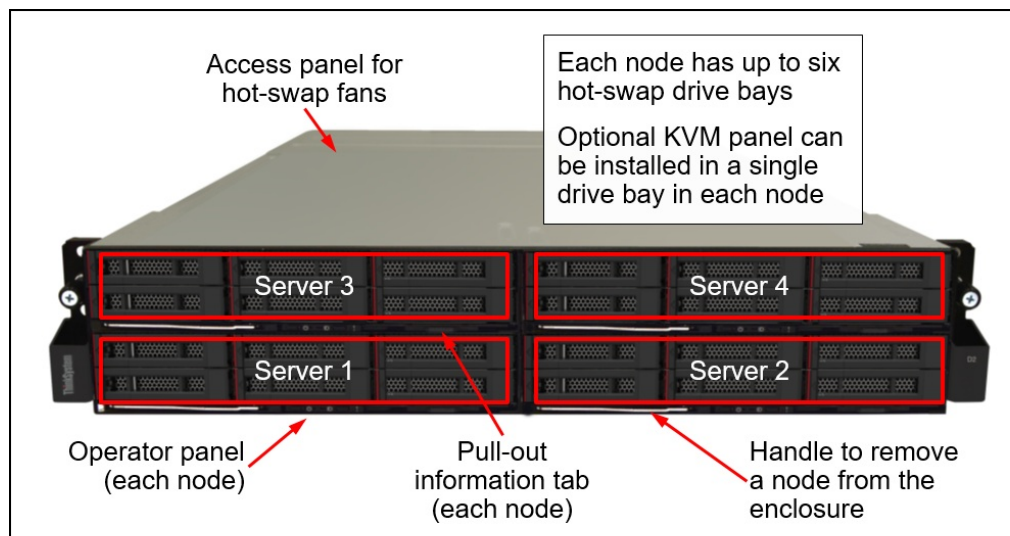 Access panel for
hot-swap fans
Each node has up to six
hot-swap drive bays
Optional KVM panel can
be installed in a single
drive bay in each node
Server 3
Server 4
Server 1
Server 2
ThinkSystem
D2
Operator panel
(each node)
Pull-out
information tab
(each node)
Handle to remove
a node from the
enclosure